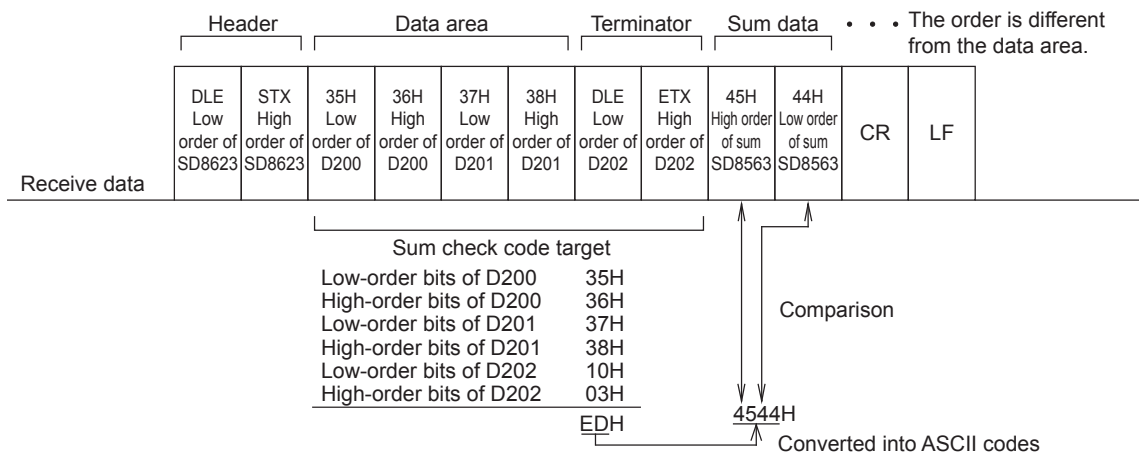 Header Data area Terminator Sum data • • • The order is different
from the data area.
DLE STX 35H 36H 37H 38H DLE ETX 45H 44H
Low High Low High Low High Low High High order Low order CR LF
order of order of order of order of order of order of order of order of of sum of sum
SD8623 SD8623 D200 D200 D201 D201 D202 D202 SD8563 SD8563
Receive data
Sum check code target
Low-order bits of D200 35H
High-order bits of D200 36H
Low-order bits of D201 37H
High-order bits of D201 38H
Low-order bits of D202 10H
High-order bits of D202 03H
Comparison
EDH 4544H
Converted into ASCII codes